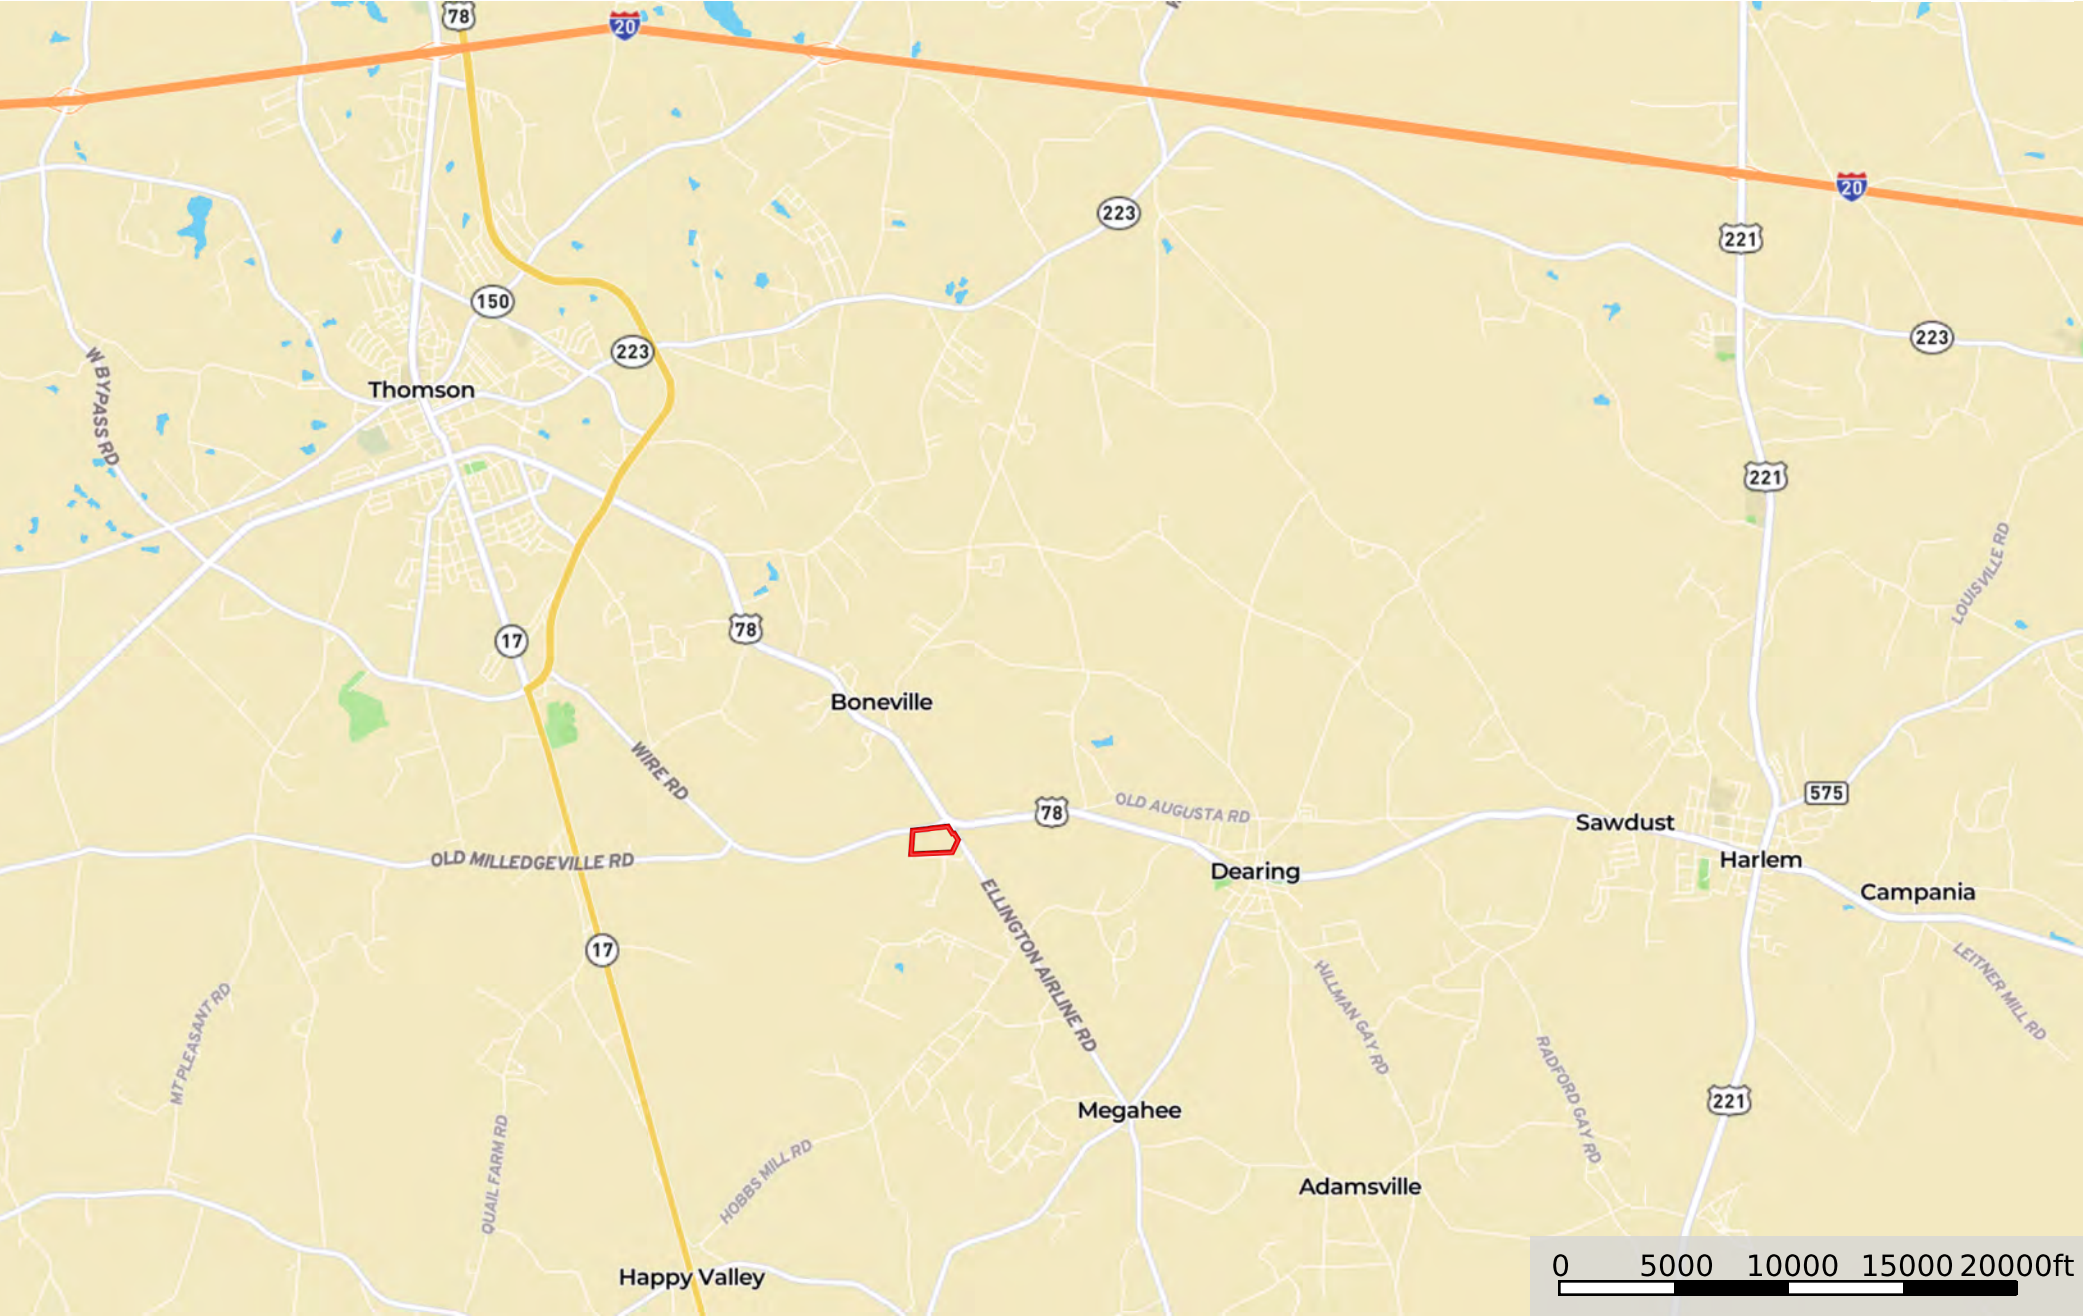 78
20
20
223
221
150
223
223
W BYPASS RD
Thomson
221
LOUISVILLE RD
17
78
Boneville
WIRE RD
575
78
OLD AUGUSTA RD
Sawdust
OLD MILLEDGEVILLE RD
Harlem
Dearing
Campania
ELLINGTON AIRLINE RD
17
HILLMAN GAY RD
LEITNER MILL RD
MT PLEASANT RD
RADFORD GAY RD
221
Megahee
QUAIL FARM RD
HOBBS MILL RD
Adamsville
Happy Valley
0 5000 10000 15000 20000ft